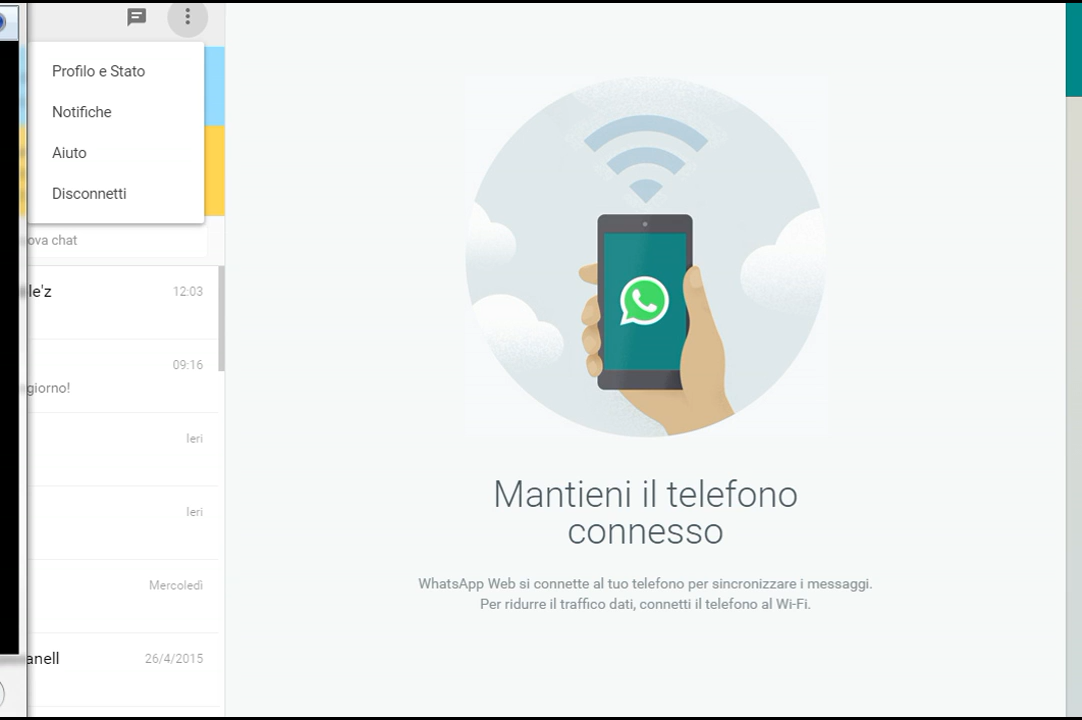 Profilo e Stato
Notifiche
Aiuto
Disconnetti
ova chat
le'z 12:03
09:16
giorno!
Ieri
Ieri
Mercoledì
anell 26/4/2015
Mantieni il telefono
connesso
WhatsApp Web si connette al tuo telefono per sincronizzare i messaggi.
Per ridurre il traffico dati, connetti il telefono al Wi-Fi.